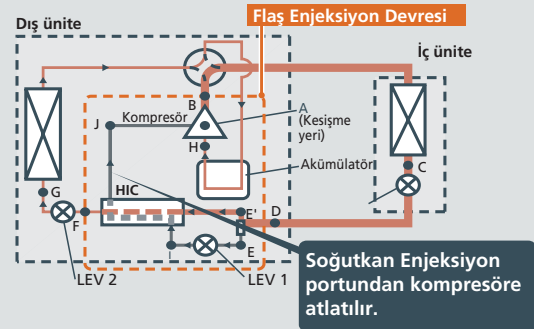 Flaş Enjeksiyon Devresi
Dış ünite
İç ünite
B
A
(Kesişme
yeri)
J
Kompresör
H
Akümülatör
C
G
HIC
F
E'
D
E
LEV 2
LEV 1
Soğutkan Enjeksiyon
portundan kompresöre
atlatılır.